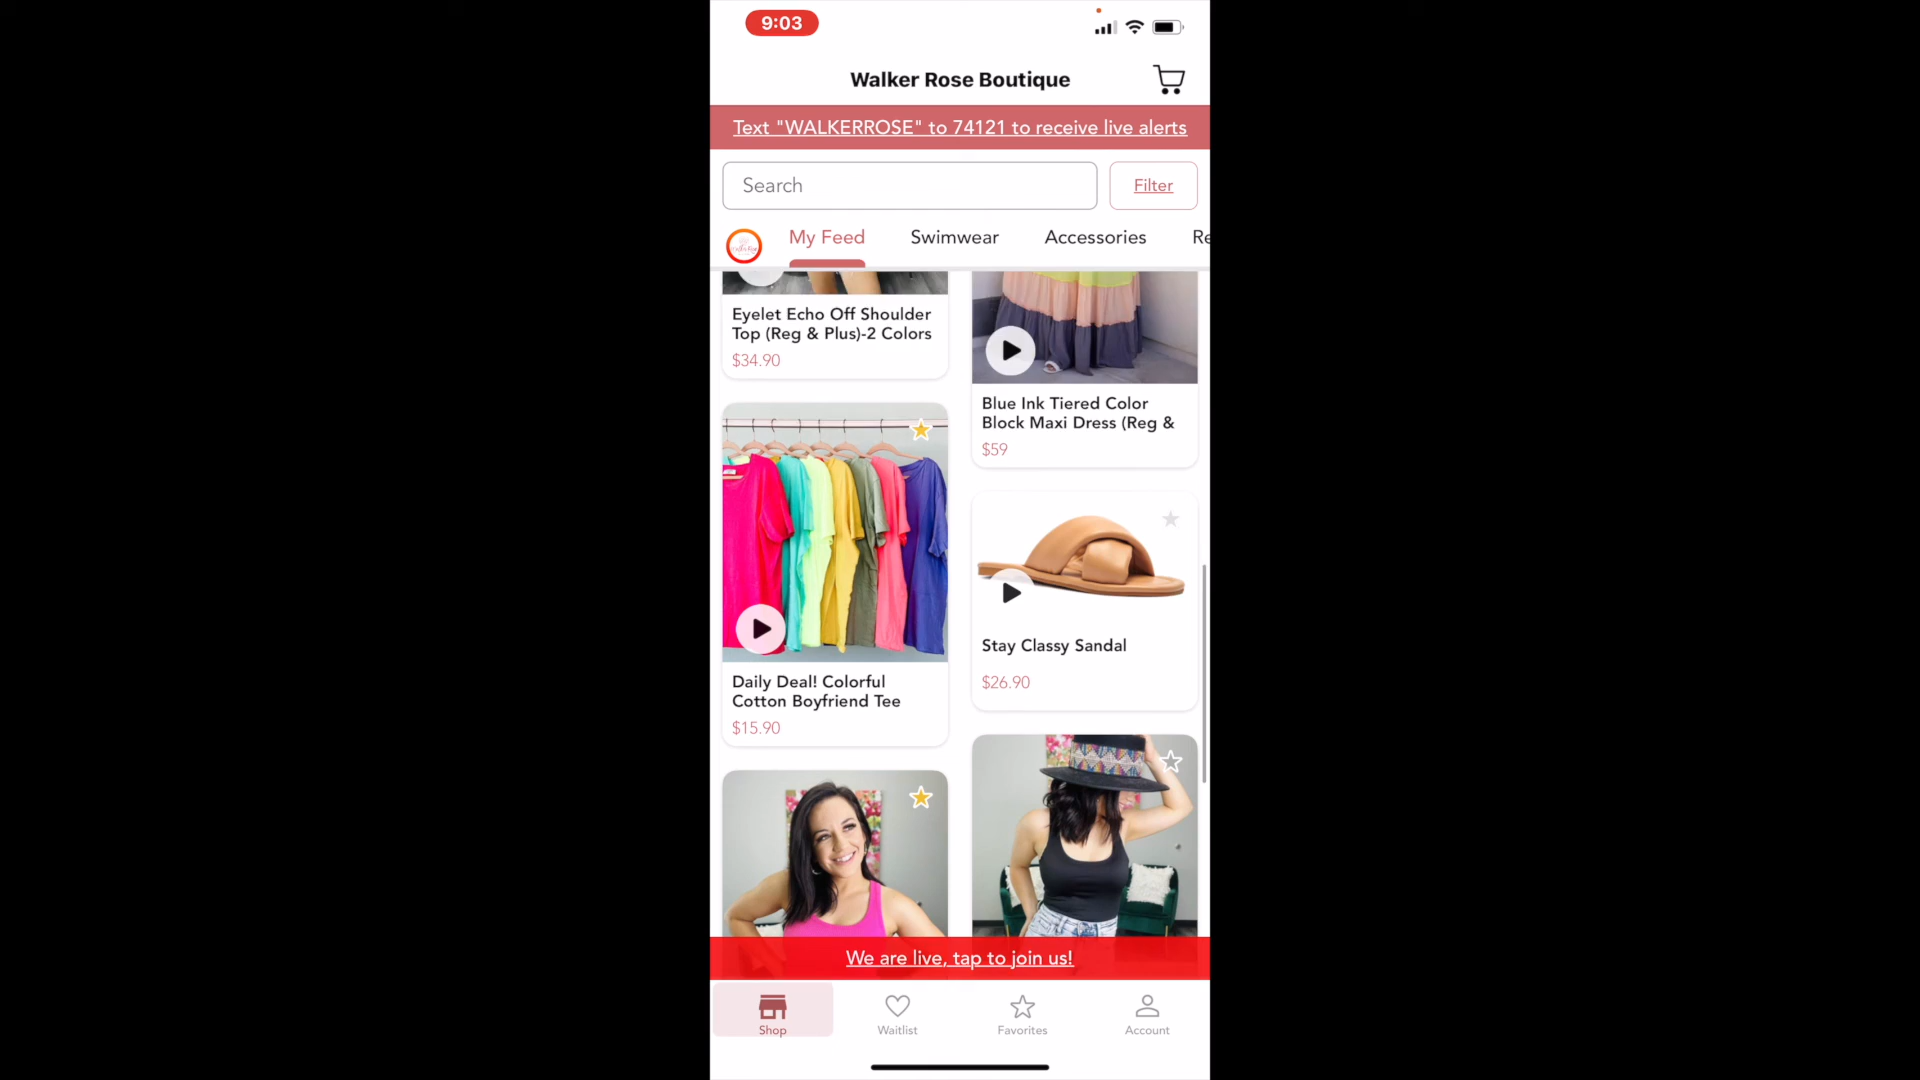 9:03
Walker Rose Boutique
Text "WALKERROSE" to 74121 to receive live alerts
Search
Filter
My Feed
Swimwear
Accessories
Re
Eyelet Echo Off Shoulder
Top (Reg & Plus)-2 Colors
$34.90
Blue Ink Tiered Color
Block Maxi Dress (Reg &
$59
Daily Deal! Colorful
Cotton Boyfriend Tee
$15.90
Stay Classy Sandal
$26.90
We are live, tap to join us!
Shop
Waitlist
Favorites
Account